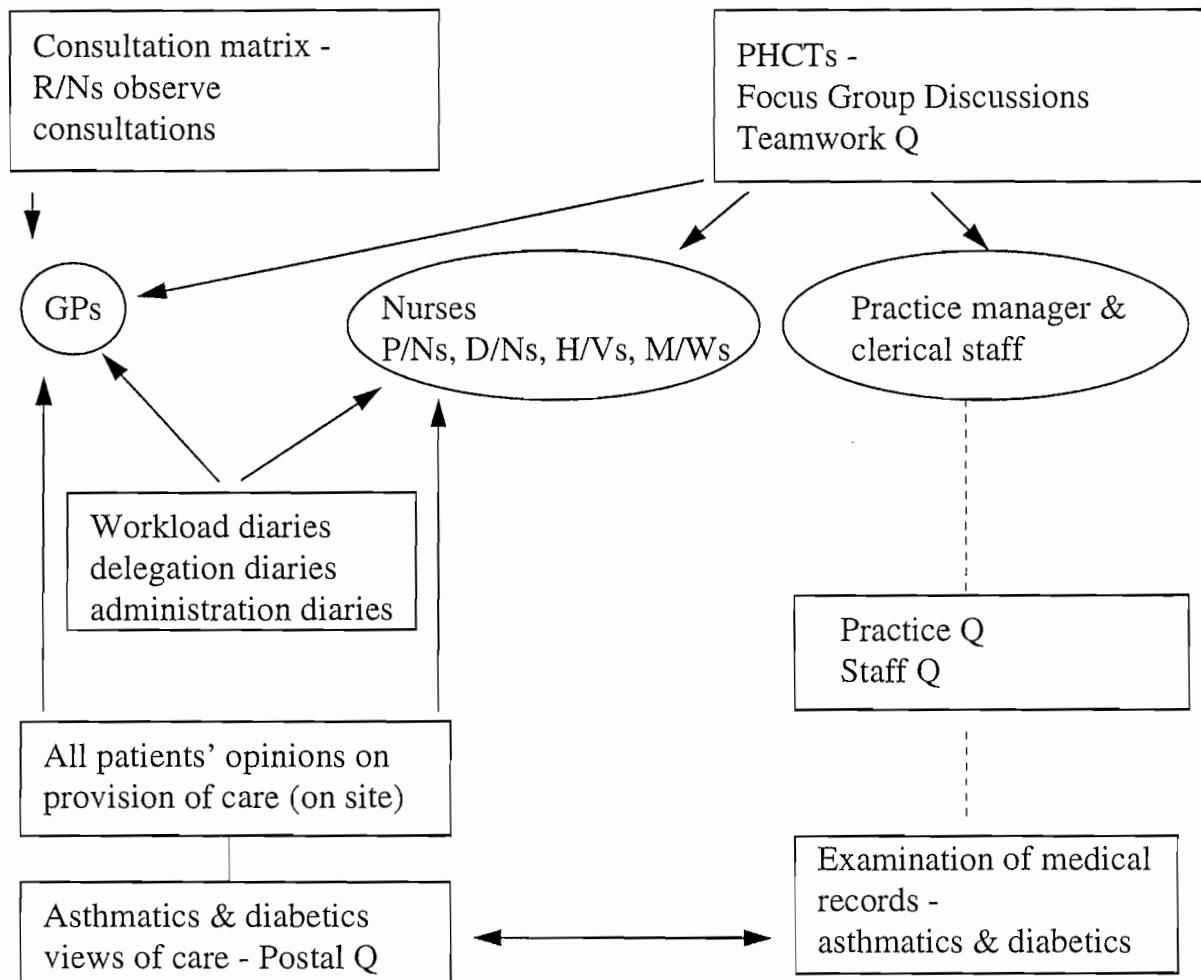 Consultation matrix -
R/Ns observe
consultations
PHCTs -
Focus Group Discussions
Teamwork Q
GPs
Nurses
P/Ns, D/Ns, H/Vs, M/Ws
Practice manager &
clerical staff
Workload diaries
delegation diaries
administration diaries
Practice Q
Staff Q
All patients’ opinions on
provision of care (on site)
Examination of medical
records -
asthmatics & diabetics
Asthmatics & diabetics
views of care - Postal Q